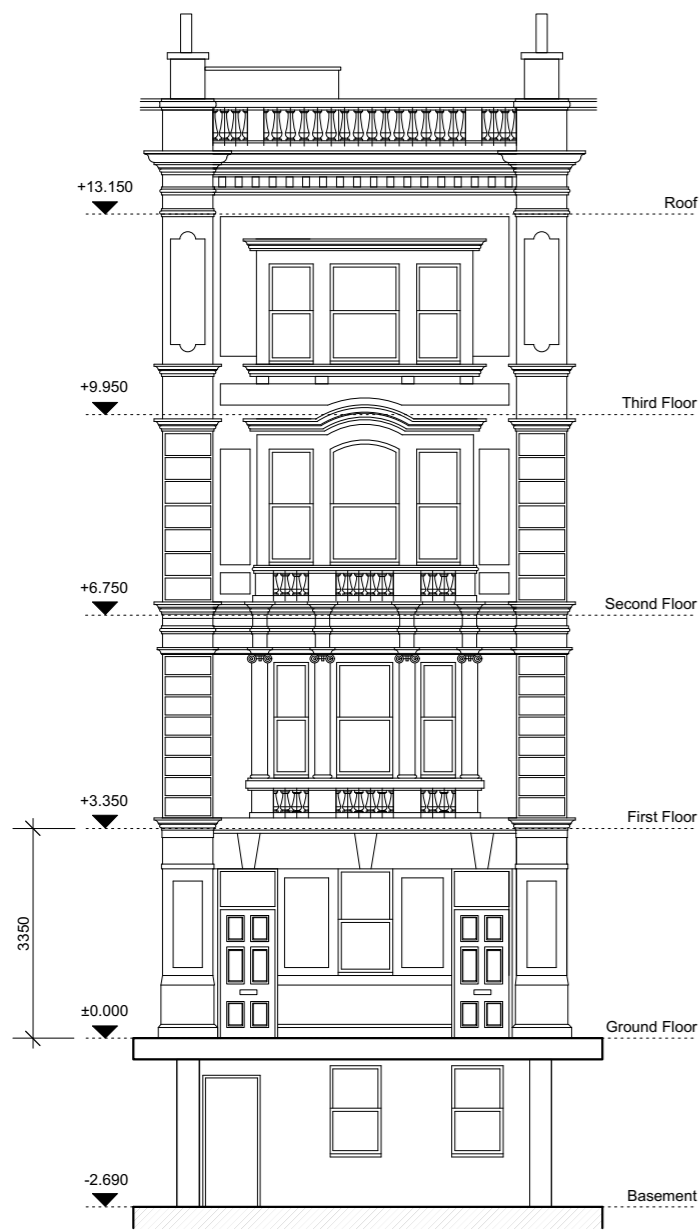 +13.150
Roof
+9.950
Third Floor
+6.750
Second Floor
+3.350
First Floor
3350
±0.000
Ground Floor
-2.690
Basement